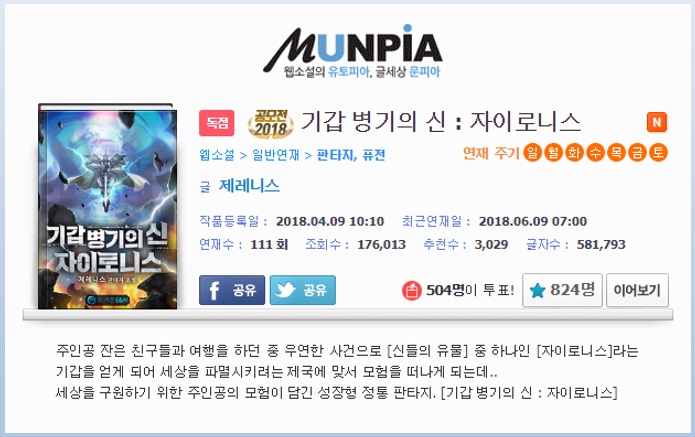 MUNPIA
웹소설의 유토피아, 글세상 문피아
독점 공모전 2018 기갑 병기의 신 : 자이로니스 N
웹소설 > 일반연재 > 판타지, 퓨전 연재 주기 일 월 화 수 목 금 토
글 제레니스
작품등록일 : 2018.04.09 10:10 최근연재일 : 2018.06.09 07:00
연재수 : 111 회 조회수 : 176,013 추천수 : 3,029 글자수 : 581,793
기갑병기의 신
자이로니스
제레니스 판타지 소설
f 공유 공유 504명이 투표! 824명 이어보기
주인공 잔은 친구들과 여행을 하던 중 우연한 사건으로 [신들의 유물] 중 하나인 [자이로니스]라는
기갑을 얻게 되어 세상을 파멸시키려는 제국에 맞서 모험을 떠나게 되는데..
세상을 구원하기 위한 주인공의 모험이 담긴 성장형 정통 판타지. [기갑 병기의 신 : 자이로니스]